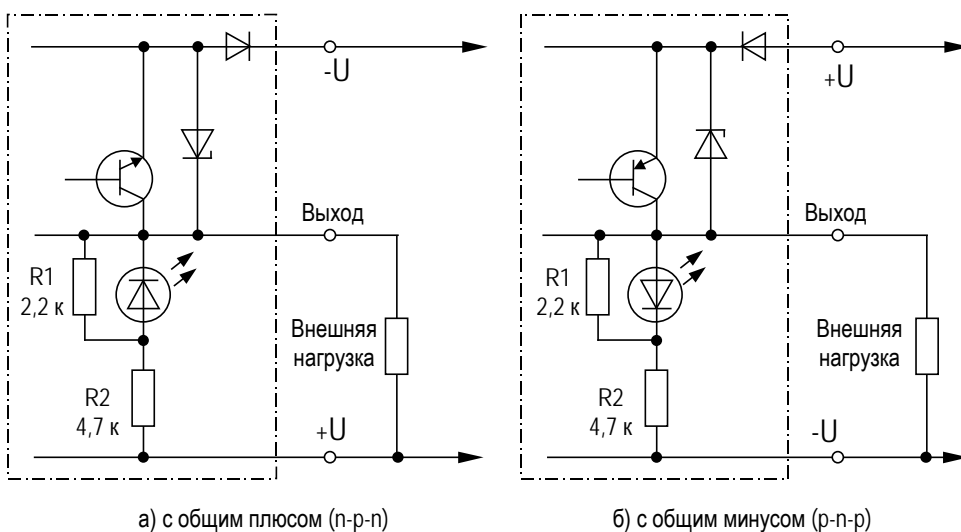 -U
Выход
R1
2,2 к
Внешняя
нагрузка
R2
4,7 к
+U
а) с общим плюсом (n-p-n)
+U
Выход
R1
2,2 к
Внешняя
нагрузка
R2
4,7 к
-U
б) с общим минусом (p-n-p)